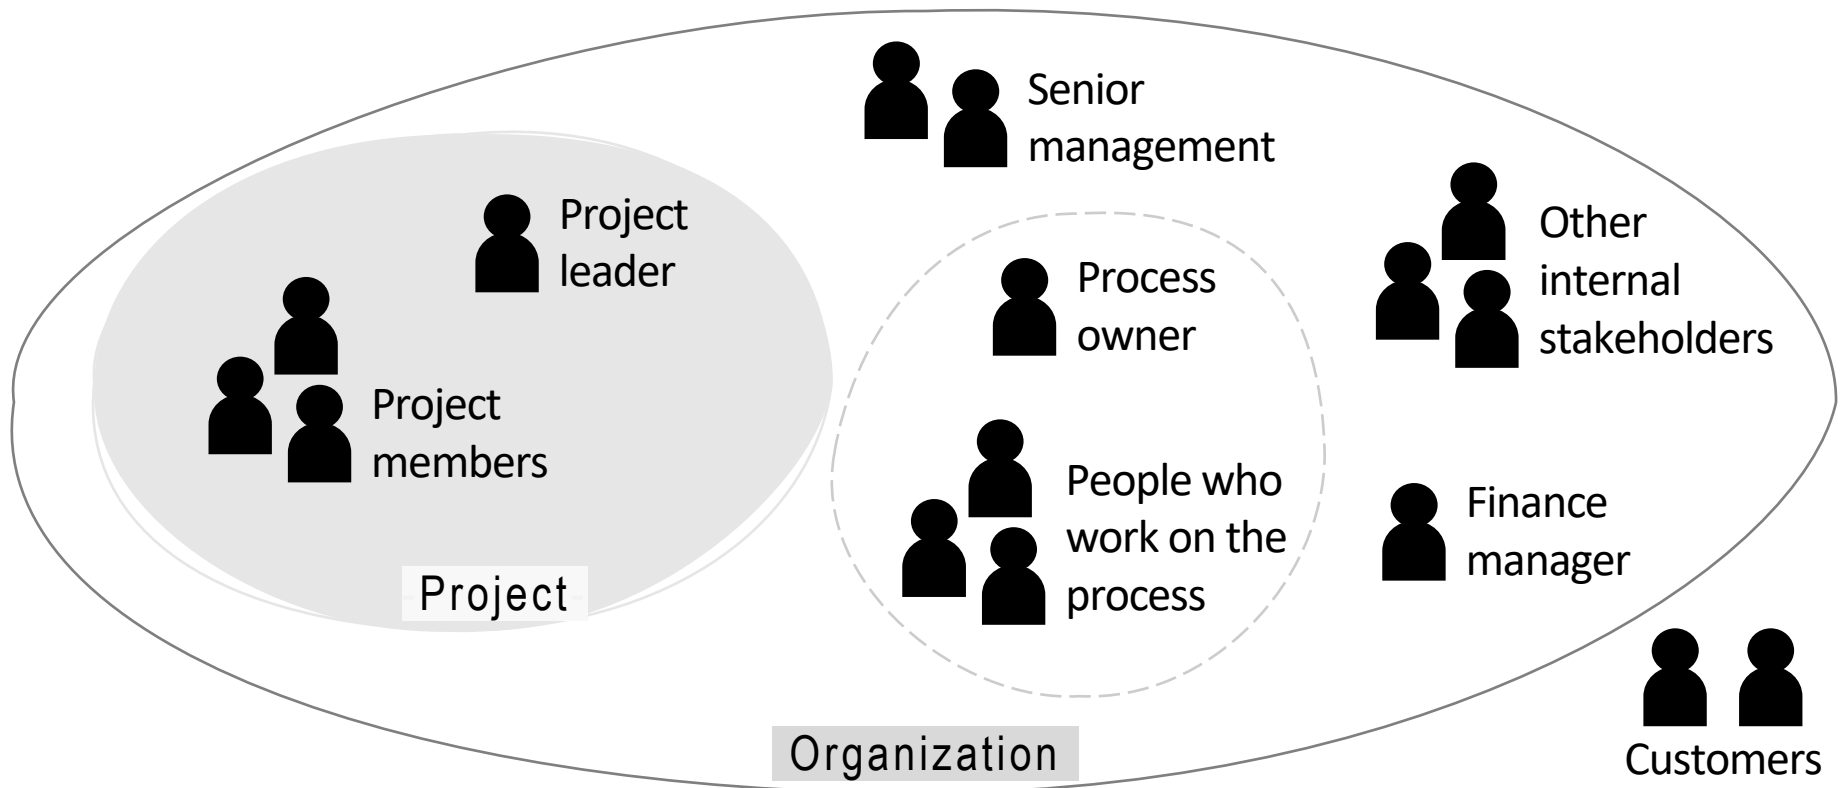 Senior
management
Project
leader
Other
internal
stakeholders
Process
owner
Project
members
People who
work on the
process
Finance
manager
Project
Organization
Customers